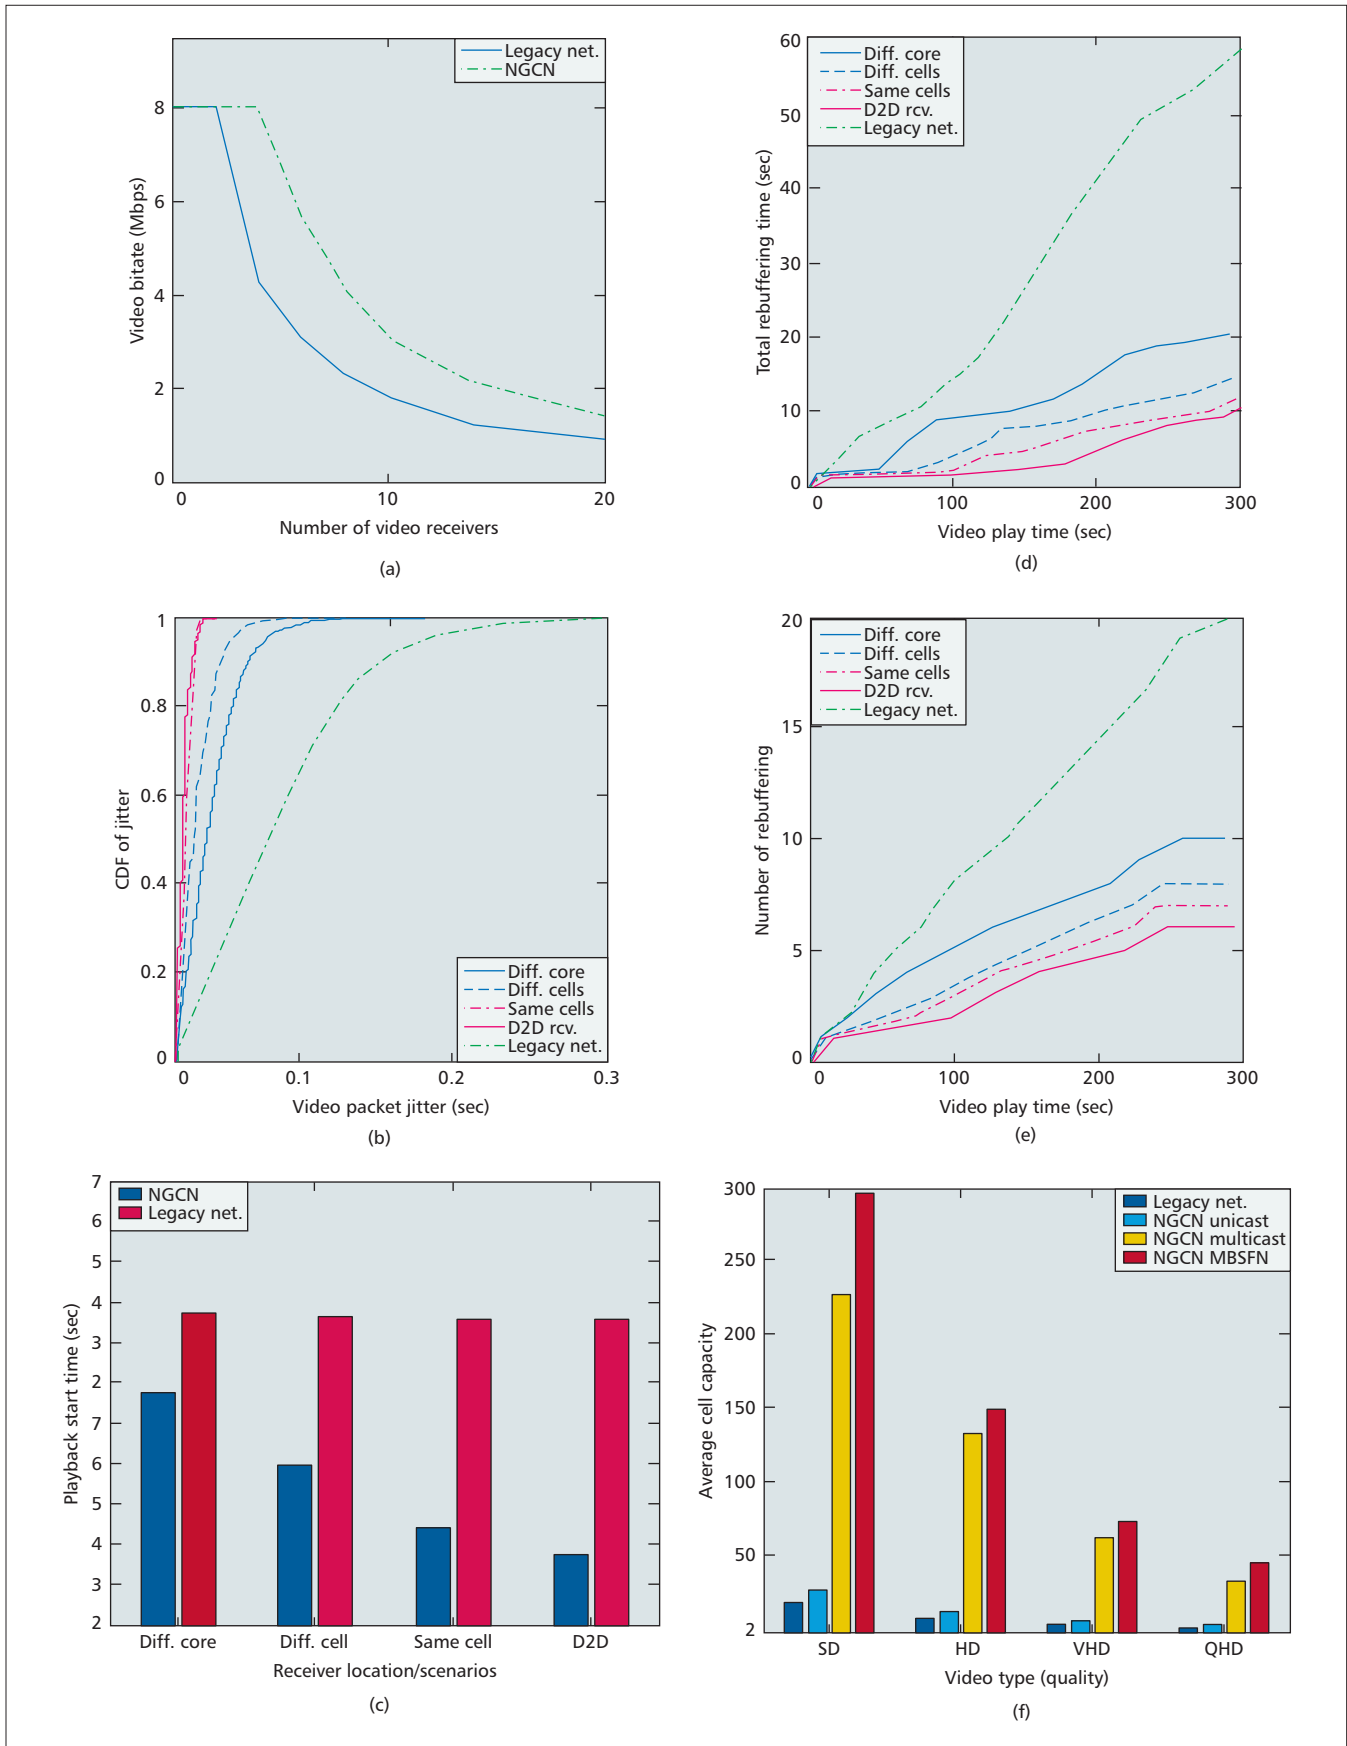 Legacy net.
NGCN
8
6
4
2
0
0
10
20
Video bitate (Mbps)
Number of video receivers
(a)
60
50
40
30
20
10
0
0
100
200
300
Diff. core
Diff. cells
Same cells
D2D rcv.
Legacy net.
Total rebuffering time (sec)
Video play time (sec)
(d)
1
0.8
0.6
0.4
0.2
0
0
0.1
0.2
0.3
Diff. core
Diff. cells
Same cells
D2D rcv.
Legacy net.
CDF of jitter
Video packet jitter (sec)
(b)
20
15
10
5
0
0
100
200
300
Diff. core
Diff. cells
Same cells
D2D rcv.
Legacy net.
Number of rebuffering
Video play time (sec)
(e)
7
6
5
4
3
2
7
6
5
4
3
2
NGCN
Legacy net.
Playback start time (sec)
Diff. core
Diff. cell
Same cell
D2D
Receiver location/scenarios
(c)
300
250
200
150
100
50
2
Legacy net.
NGCN unicast
NGCN multicast
NGCN MBSFN
Average cell capacity
SD
HD
VHD
QHD
Video type (quality)
(f)